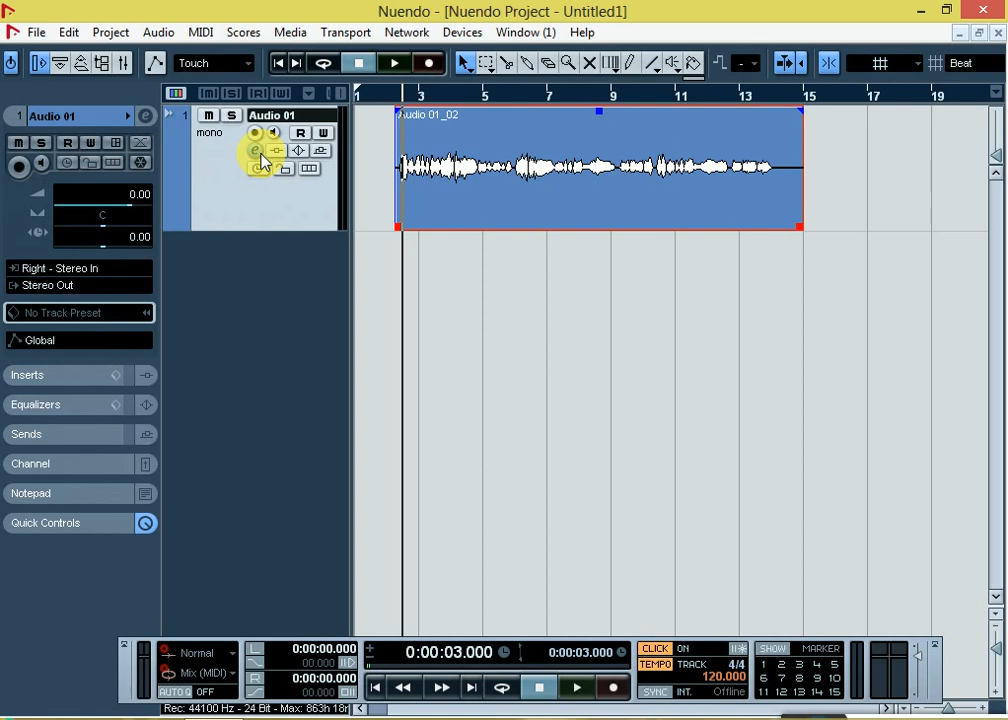 Nuendo - [Nuendo Project - Untitled1]
File Edit Project Audio MIDI Scores Media Transport Network Devices Window (1) Help
Touch
Beat
1 Audio 01 e
M S R W
0.00
C
0.00
Right - Stereo In
Stereo Out
No Track Preset
Global
Inserts
Equalizers
Sends
Channel
Notepad
Quick Controls
M S R W
1 M S Audio 01
mono R W
e
1 3 5 7 9 11 13 15 17 19
Audio 01_02
Normal
Mix (MIDI)
AUTO Q OFF
L 0:00:00.000
00.000
R 0:00:00.000
00.000
0:00:03.000 0:00:03.000
CLICK ON
TEMPO TRACK 4/4
120.000
SYNC INT. Offline
SHOW MARKER
1 2 3 4 5
6 7 8 9 10
11 12 13 14 15
Rec: 44100 Hz - 24 Bit - Max: 863h 18